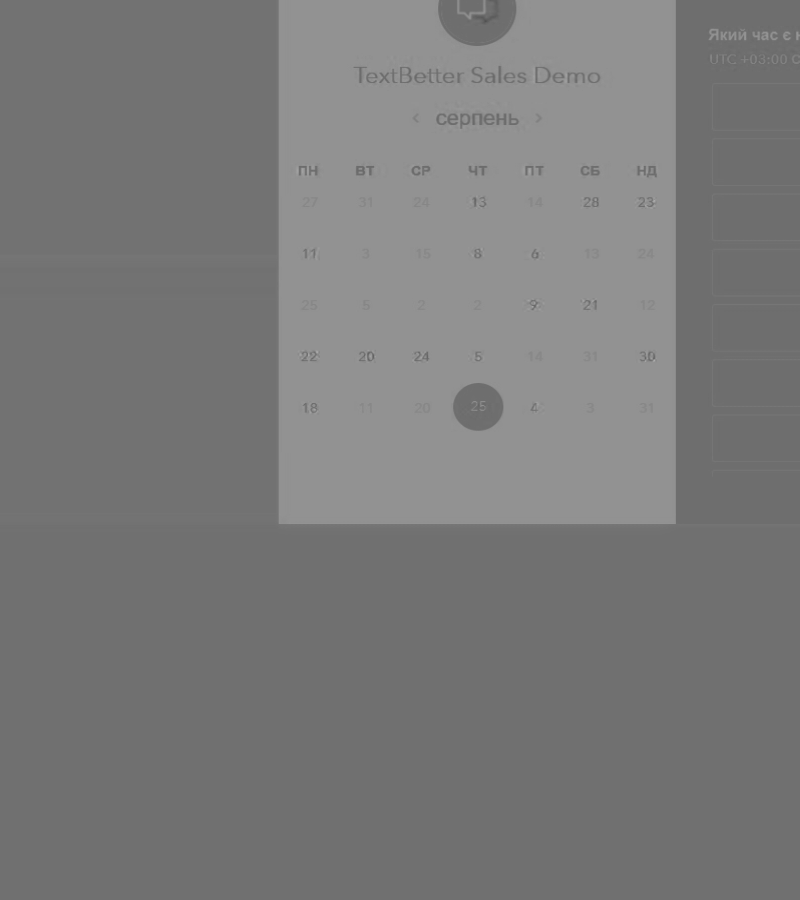 TextBetter Sales Demo
‹ серпень ›
ПН ВТ СР ЧТ ПТ СБ НД
27 31 24 13 14 28 23
11 3 15 8 6 13 24
25 5 2 2 9 21 12
22 20 24 5 14 31 30
18 11 20 25 4 3 31
Який час є
UTC +03:00